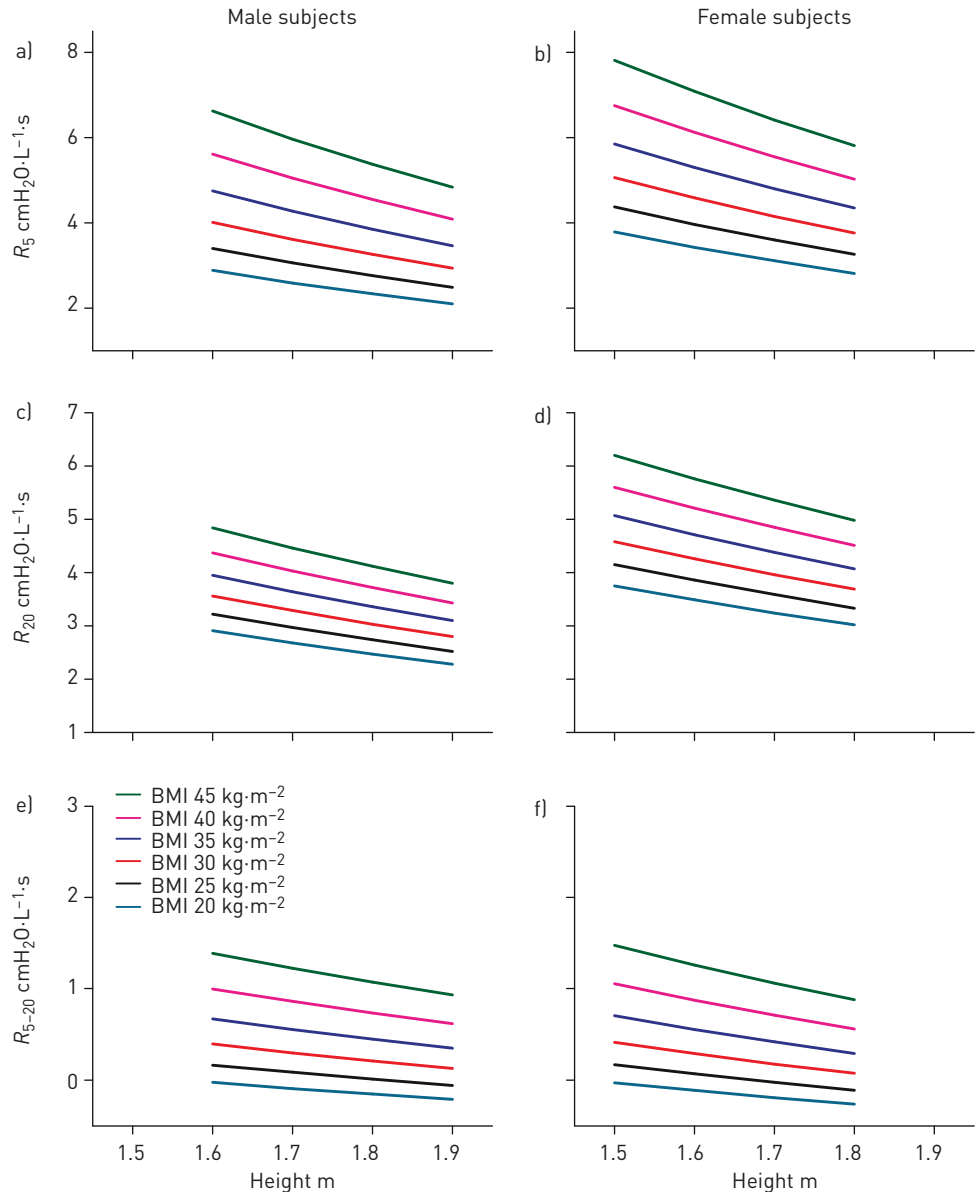 Male subjects
Female subjects
a)
8
6
4
2
R₅ cmH₂O·L⁻¹·s
b)
c)
7
6
5
4
3
2
1
R₂₀ cmH₂O·L⁻¹·s
d)
e)
3
2
1
0
R₅₋₂₀ cmH₂O·L⁻¹·s
BMI 45 kg·m⁻²
BMI 40 kg·m⁻²
BMI 35 kg·m⁻²
BMI 30 kg·m⁻²
BMI 25 kg·m⁻²
BMI 20 kg·m⁻²
1.5 1.6 1.7 1.8 1.9
Height m
f)
1.5 1.6 1.7 1.8 1.9
Height m